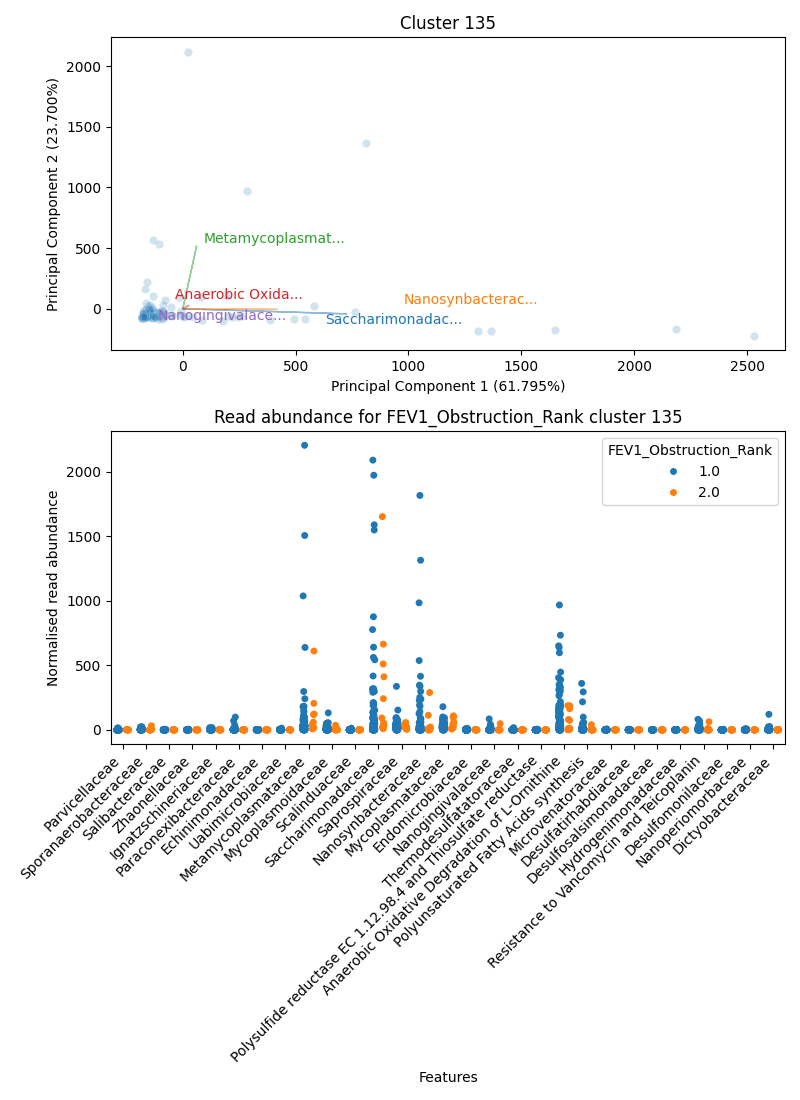 Cluster 135
Principal Component 2 (23.700%)
2000
1500
1000
500
0
Metamycoplasmat...
Anaerobic Oxida...
Nanosynbacterac...
Nanogingivalace...
Saccharimonadac...
0
500
1000
1500
2000
2500
Principal Component 1 (61.795%)
Read abundance for FEV1_Obstruction_Rank cluster 135
Normalised read abundance
2000
1500
1000
500
0
FEV1_Obstruction_Rank
1.0
2.0
Parvicellaceae
Sporanaerobacteraceae
Salibacteraceae
Zhaonellaceae
Ignatzschineriaceae
Paraconexibacteraceae
Echinimonadaceae
Uabimicrobiaceae
Metamycoplasmataceae
Mycoplasmoidaceae
Scalinduaceae
Saccharimonadaceae
Saprospiraceae
Nanosynbacteraceae
Mycoplasmataceae
Endomicrobiaceae
Nanogingivalaceae
Thermodesulfatatoraceae
Polysulfide reductase EC 1.12.98.4 and Thiosulfate reductase
Anaerobic Oxidative Degradation of L-Ornithine
Polyunsaturated Fatty Acids synthesis
Microvenatoraceae
Desulfatirhabdiaceae
Desulfosalsimonadaceae
Hydrogenimonadaceae
Resistance to Vancomycin and Teicoplanin
Desulfomonilaceae
Nanoperiomorbaceae
Dictyobacteraceae
Features